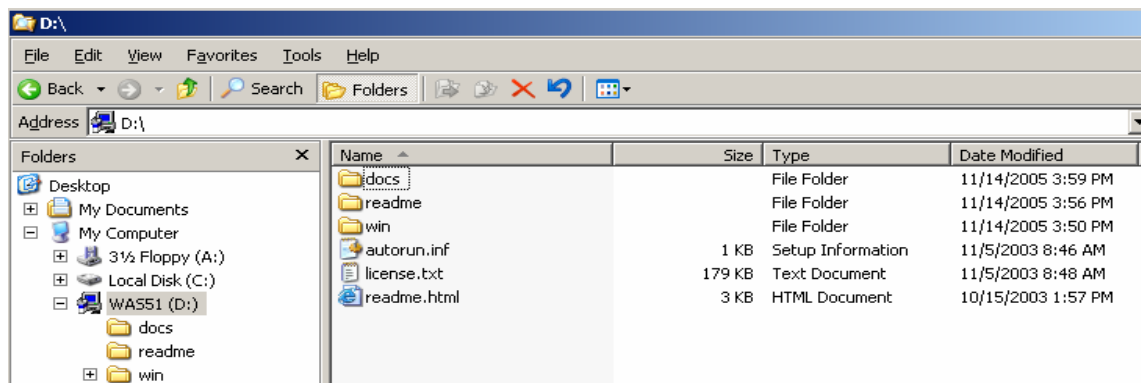 D:\
File Edit View Favorites Tools Help
Back Search Folders
Address D:\
Folders x Name Size Type Date Modified
Desktop docs File Folder 11/14/2005 3:59 PM
My Documents readme File Folder 11/14/2005 3:56 PM
My Computer win File Folder 11/14/2005 3:50 PM
3½ Floppy (A:) autorun.inf 1 KB Setup Information 11/5/2003 8:46 AM
Local Disk (C:) license.txt 179 KB Text Document 11/5/2003 8:48 AM
WAS51 (D:) readme.html 3 KB HTML Document 10/15/2003 1:57 PM
docs
readme
win